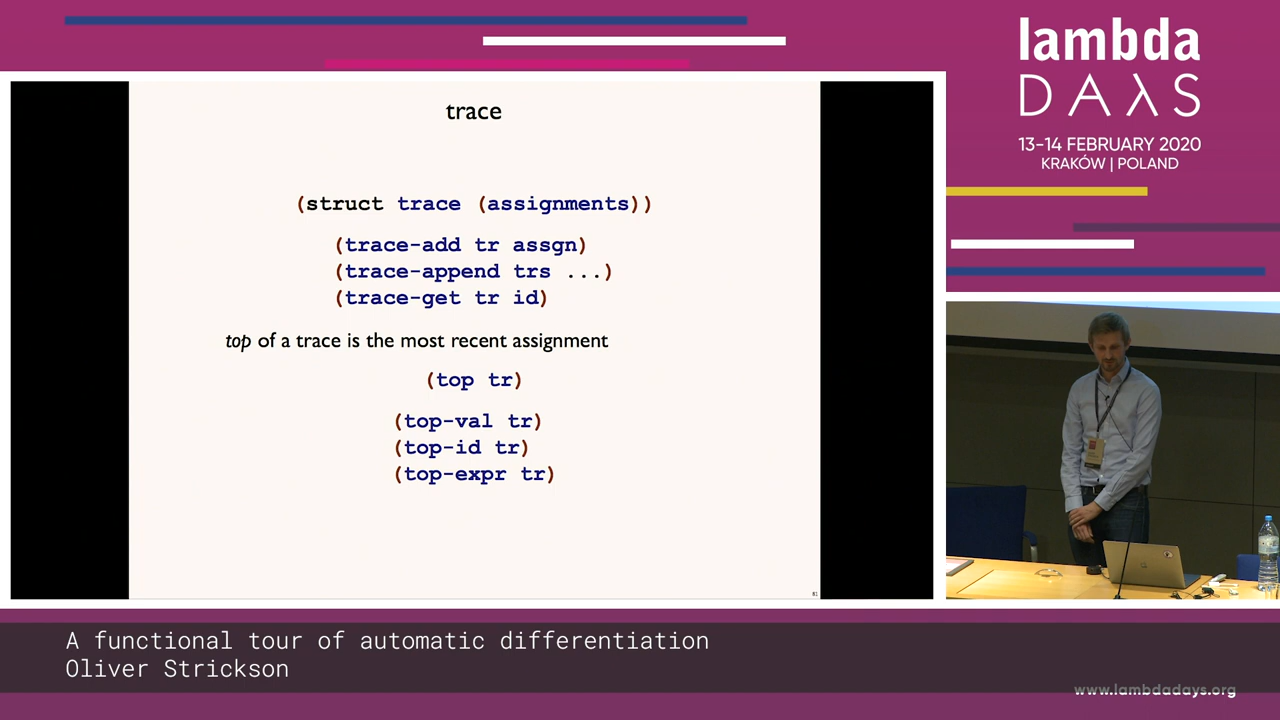 lambda
DAλS
13-14 FEBRUARY 2020
KRAKÓW | POLAND
trace
(struct trace (assignments))
(trace-add tr assgn)
(trace-append trs ...)
(trace-get tr id)
top of a trace is the most recent assignment
(top tr)
(top-val tr)
(top-id tr)
(top-expr tr)
81
A functional tour of automatic differentiation
Oliver Strickson
www.lambdadays.org